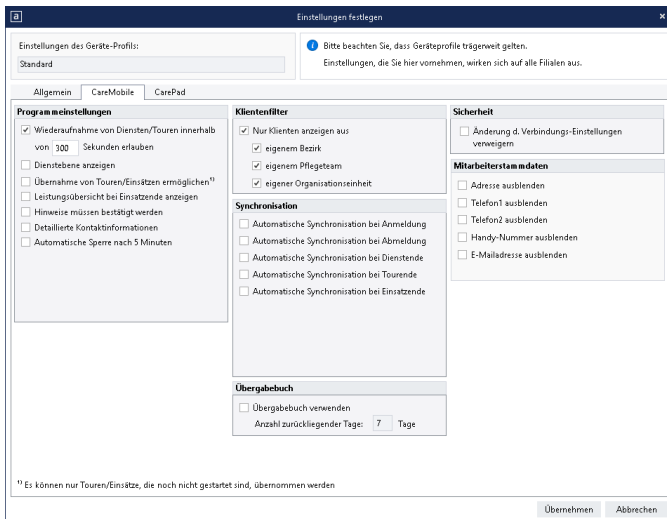 a
Einstellungen festlegen
Einstellungen des Geräte-Profils:
Standard
Bitte beachten Sie, dass Geräteprofile trägerweit gelten.
Einstellungen, die Sie hier vornehmen, wirken sich auf alle Filialen aus.
Allgemein CareMobile CarePad
Programmeinstellungen
Wiederaufnahme von Diensten/Touren innerhalb
von 300 Sekunden erlauben
Dienstebene anzeigen
Übernahme von Touren/Einsätzen ermöglichen¹⁾
Leistungsübersicht bei Einsatzende anzeigen
Hinweise müssen bestätigt werden
Detaillierte Kontaktinformationen
Automatische Sperre nach 5 Minuten
Klientenfilter
Nur Klienten anzeigen aus
eigenem Bezirk
eigenem Pflegeteam
eigener Organisationseinheit
Synchronisation
Automatische Synchronisation bei Anmeldung
Automatische Synchronisation bei Abmeldung
Automatische Synchronisation bei Dienstende
Automatische Synchronisation bei Tourende
Automatische Synchronisation bei Einsatzende
Übergabebuch
Übergabebuch verwenden
Anzahl zurückliegender Tage: 7 Tage
Sicherheit
Änderung d. Verbindungs-Einstellungen
verweigern
Mitarbeiterstammdaten
Adresse ausblenden
Telefon1 ausblenden
Telefon2 ausblenden
Handy-Nummer ausblenden
E-Mailadresse ausblenden
¹⁾ Es können nur Touren/Einsätze, die noch nicht gestartet sind, übernommen werden
Übernehmen Abbrechen